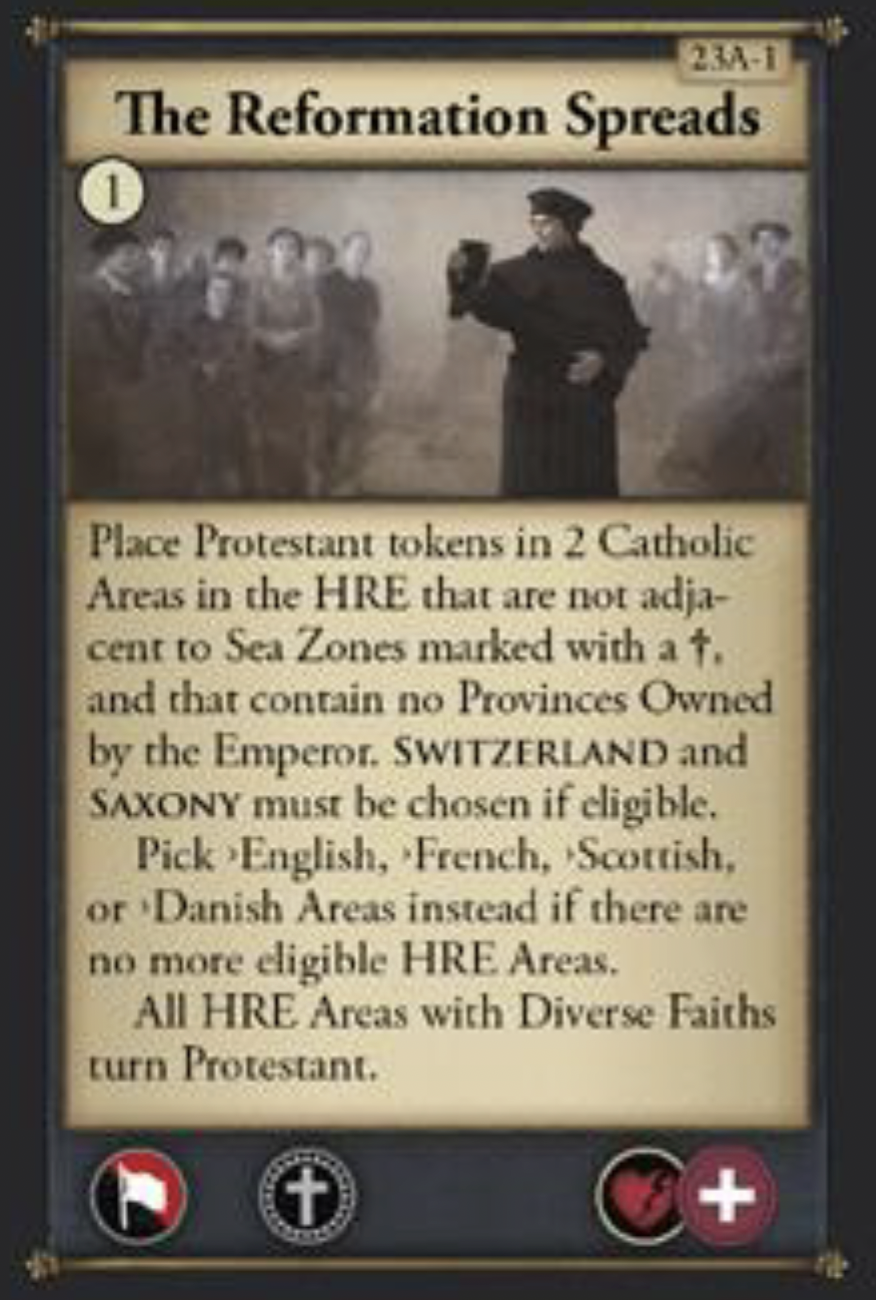 23A-1
The Reformation Spreads
1
Place Protestant tokens in 2 Catholic
Areas in the HRE that are not adja-
cent to Sea Zones marked with a †,
and that contain no Provinces Owned
by the Emperor. SWITZERLAND and
SAXONY must be chosen if eligible.
Pick ›English, ›French, ›Scottish,
or ›Danish Areas instead if there are
no more eligible HRE Areas.
All HRE Areas with Diverse Faiths
turn Protestant.